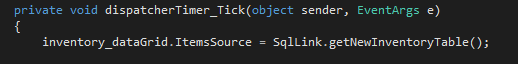 private void dispatcherTimer_Tick(object sender, EventArgs e)
{
inventory_dataGrid.ItemsSource = SqlLink.getNewInventoryTable();